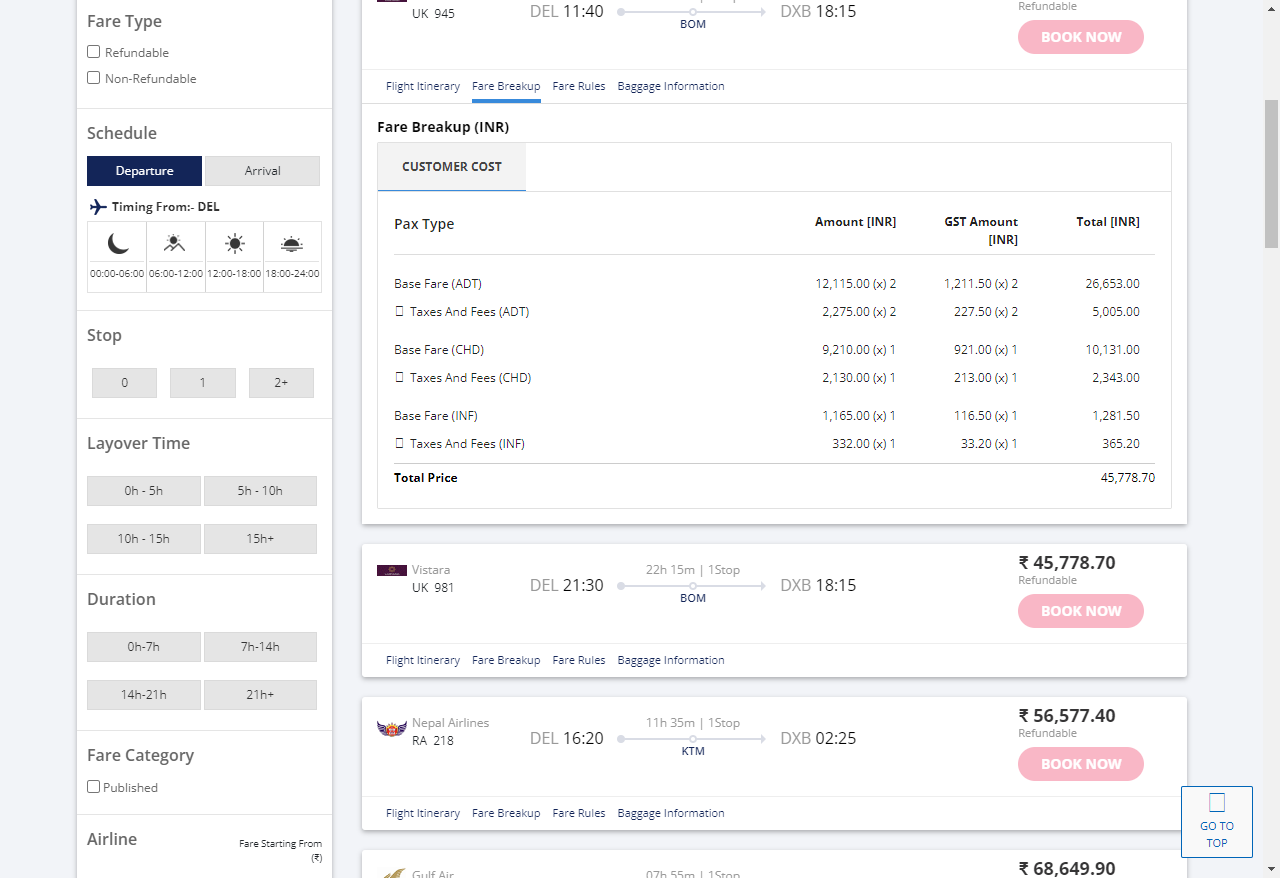 Fare Type
Refundable
Non-Refundable
Schedule
Departure
Arrival
Timing From:- DEL
00:00-06:00
06:00-12:00
12:00-18:00
18:00-24:00
Stop
0
1
2+
Layover Time
0h - 5h
5h - 10h
10h - 15h
15h+
Duration
0h-7h
7h-14h
14h-21h
21h+
Fare Category
Published
Airline
Fare Starting From
(₹)
UK 945
DEL 11:40
BOM
DXB 18:15
Refundable
BOOK NOW
Flight Itinerary Fare Breakup Fare Rules Baggage Information
Fare Breakup (INR)
CUSTOMER COST
Pax Type Amount [INR] GST Amount [INR] Total [INR]
Base Fare (ADT) 12,115.00 (x) 2 1,211.50 (x) 2 26,653.00
Taxes And Fees (ADT) 2,275.00 (x) 2 227.50 (x) 2 5,005.00
Base Fare (CHD) 9,210.00 (x) 1 921.00 (x) 1 10,131.00
Taxes And Fees (CHD) 2,130.00 (x) 1 213.00 (x) 1 2,343.00
Base Fare (INF) 1,165.00 (x) 1 116.50 (x) 1 1,281.50
Taxes And Fees (INF) 332.00 (x) 1 33.20 (x) 1 365.20
Total Price 45,778.70
Vistara
UK 981
DEL 21:30
22h 15m | 1Stop
BOM
DXB 18:15
₹ 45,778.70
Refundable
BOOK NOW
Flight Itinerary Fare Breakup Fare Rules Baggage Information
Nepal Airlines
RA 218
DEL 16:20
11h 35m | 1Stop
KTM
DXB 02:25
₹ 56,577.40
Refundable
BOOK NOW
Flight Itinerary Fare Breakup Fare Rules Baggage Information
Gulf Air
07h 55m | 1Stop
₹ 68,649.90
GO TO
TOP